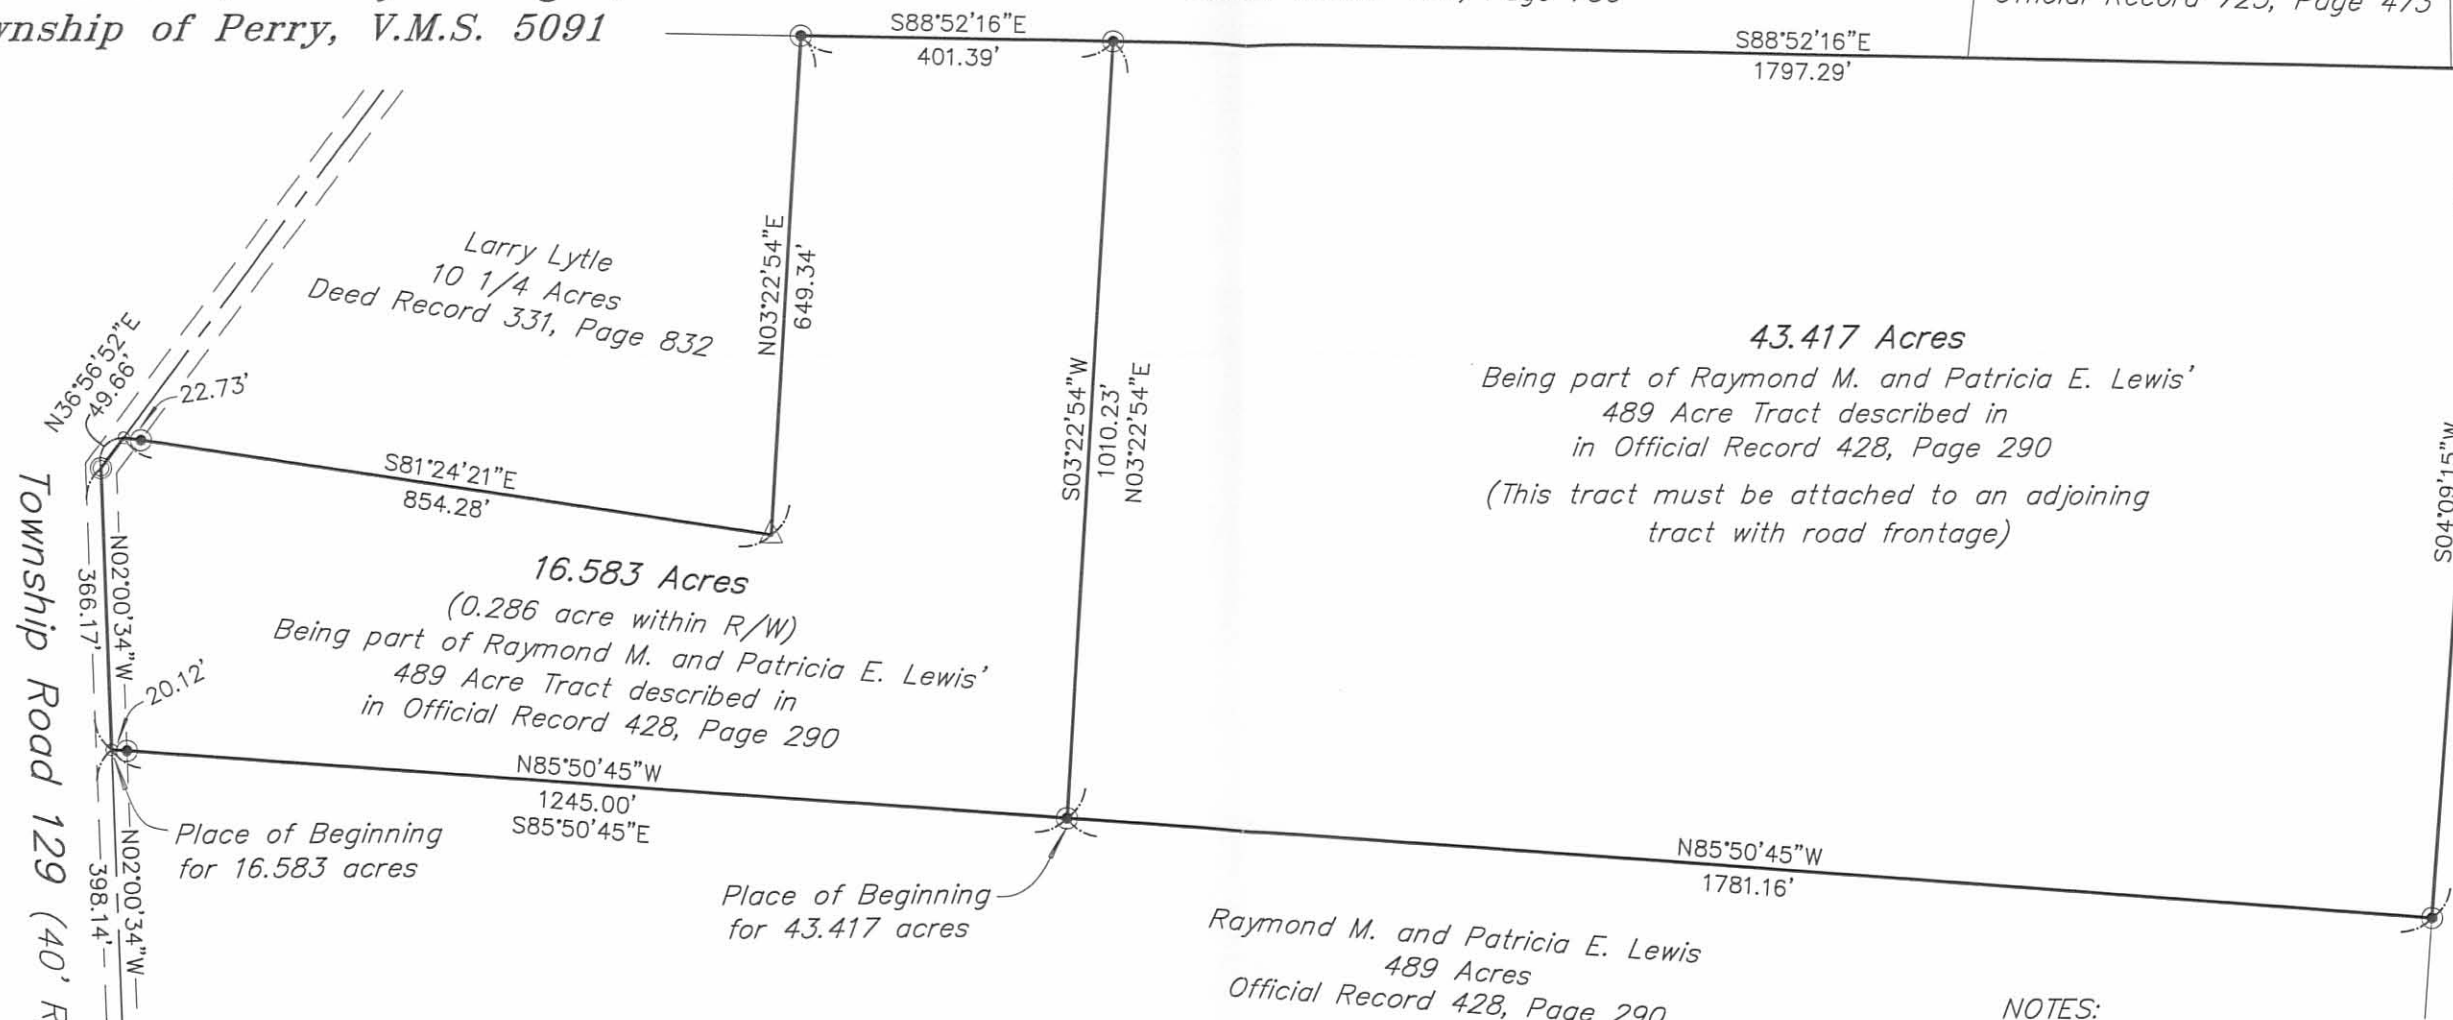 Township of Perry, V.M.S. 5091
S88°52'16"E
401.39'
S88°52'16"E
1797.29'
Larry Lytle
10 1/4 Acres
Deed Record 331, Page 832
N03°22'54"E
649.34'
N36°56'52"E
49.66'
22.73'
S81°24'21"E
854.28'
S03°22'54"W
1010.23'
N03°22'54"E
43.417 Acres
Being part of Raymond M. and Patricia E. Lewis'
489 Acre Tract described in
in Official Record 428, Page 290
(This tract must be attached to an adjoining
tract with road frontage)
S04°09'15"W
16.583 Acres
(0.286 acre within R/W)
Being part of Raymond M. and Patricia E. Lewis'
489 Acre Tract described in
in Official Record 428, Page 290
N02°00'34"W
366.17'
20.12'
Township Road 129 (40' R
N85°50'45"W
1245.00'
S85°50'45"E
Place of Beginning
for 16.583 acres
N02°00'34"W
398.14'
Place of Beginning
for 43.417 acres
N85°50'45"W
1781.16'
Raymond M. and Patricia E. Lewis
489 Acres
Official Record 428, Page 290
NOTES: